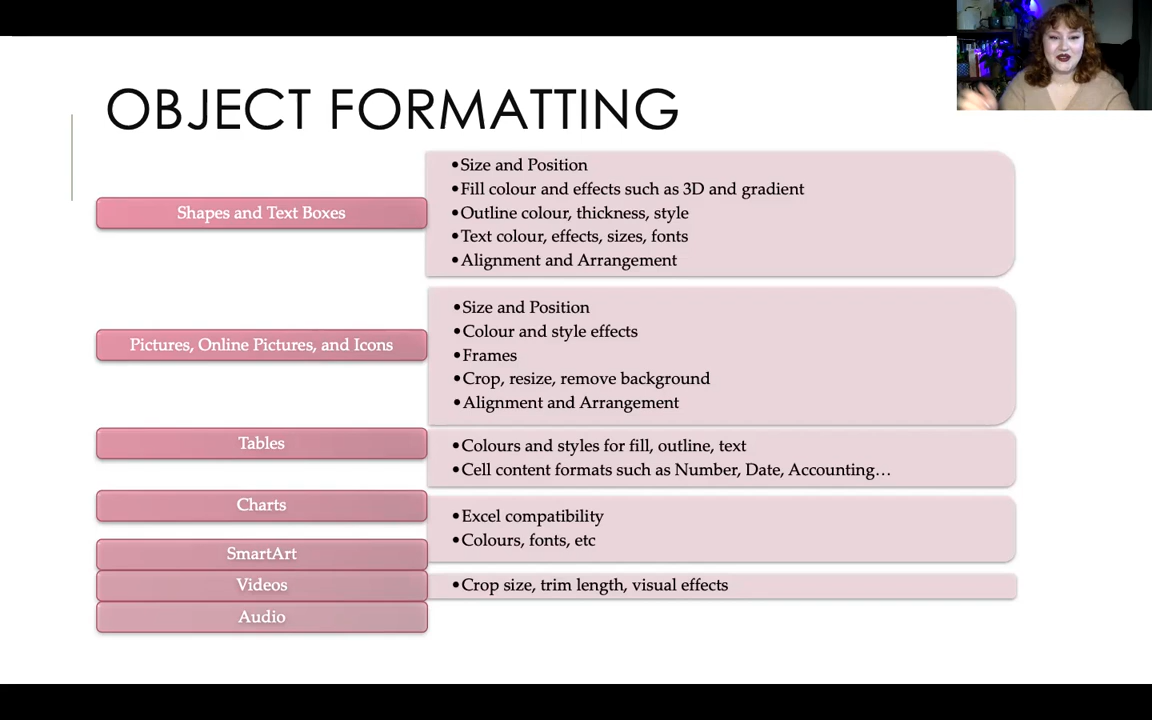 OBJECT FORMATTING
Shapes and Text Boxes
•Size and Position
•Fill colour and effects such as 3D and gradient
•Outline colour, thickness, style
•Text colour, effects, sizes, fonts
•Alignment and Arrangement
Pictures, Online Pictures, and Icons
•Size and Position
•Colour and style effects
•Frames
•Crop, resize, remove background
•Alignment and Arrangement
Tables
•Colours and styles for fill, outline, text
•Cell content formats such as Number, Date, Accounting…
Charts
•Excel compatibility
•Colours, fonts, etc
SmartArt
Videos
•Crop size, trim length, visual effects
Audio